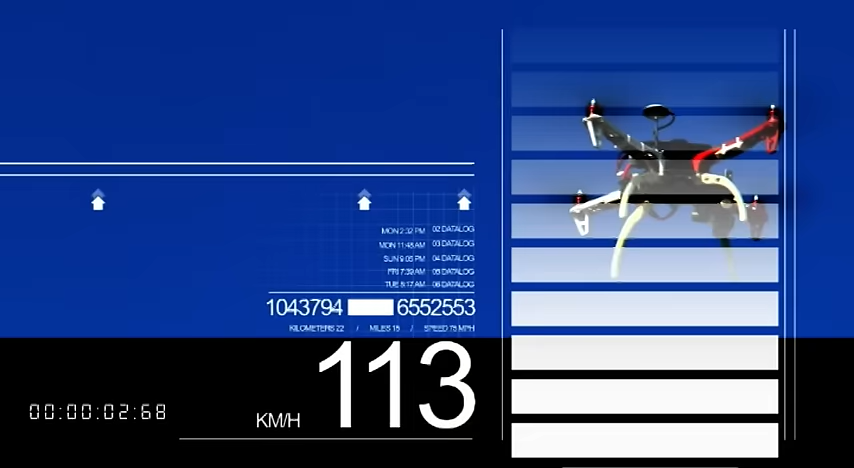 MON 2:32 PM 02 DATALOG
MON 11:48 AM 03 DATALOG
SUN 9:05 PM 04 DATALOG
FRI 7:39 AM 05 DATALOG
TUE 8:17 AM 06 DATALOG
1043794 6552553
KILOMETERS 22 / MILES 15 / SPEED 75 MPH
113
KM/H
00:00:02:68